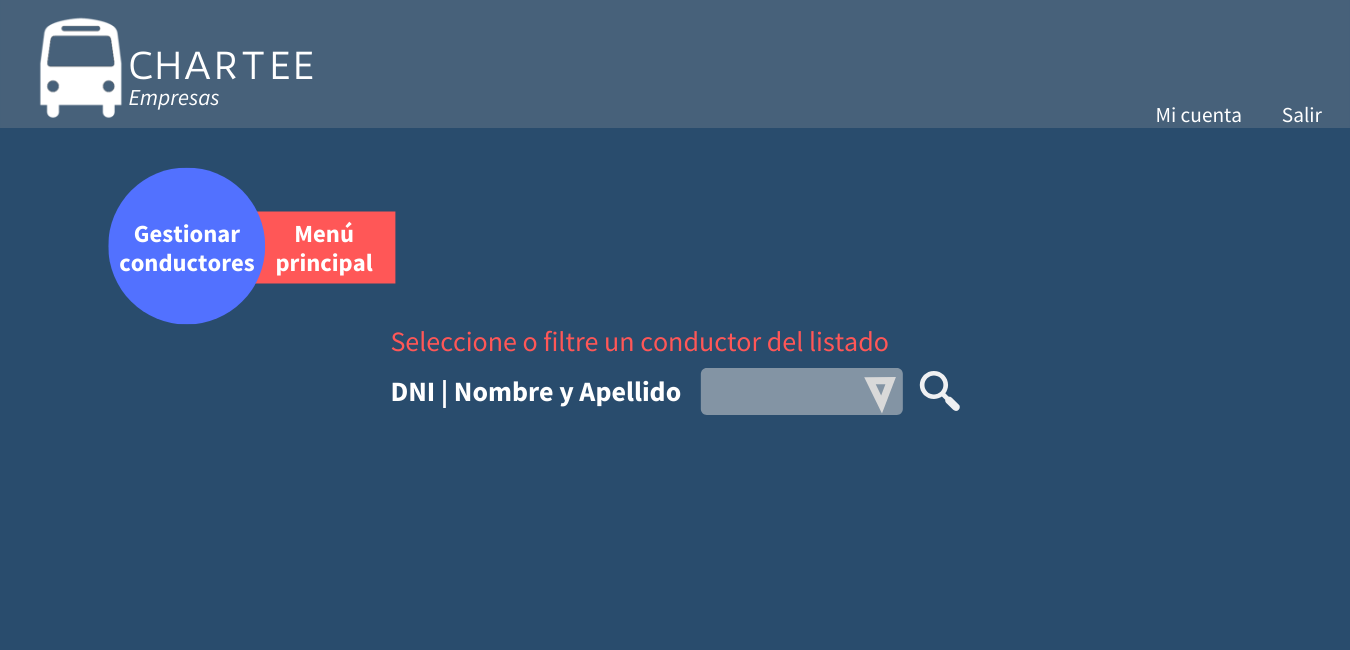 CHARTEE
Empresas
Mi cuenta
Salir
Gestionar
conductores
Menú
principal
Seleccione o filtre un conductor del listado
DNI | Nombre y Apellido